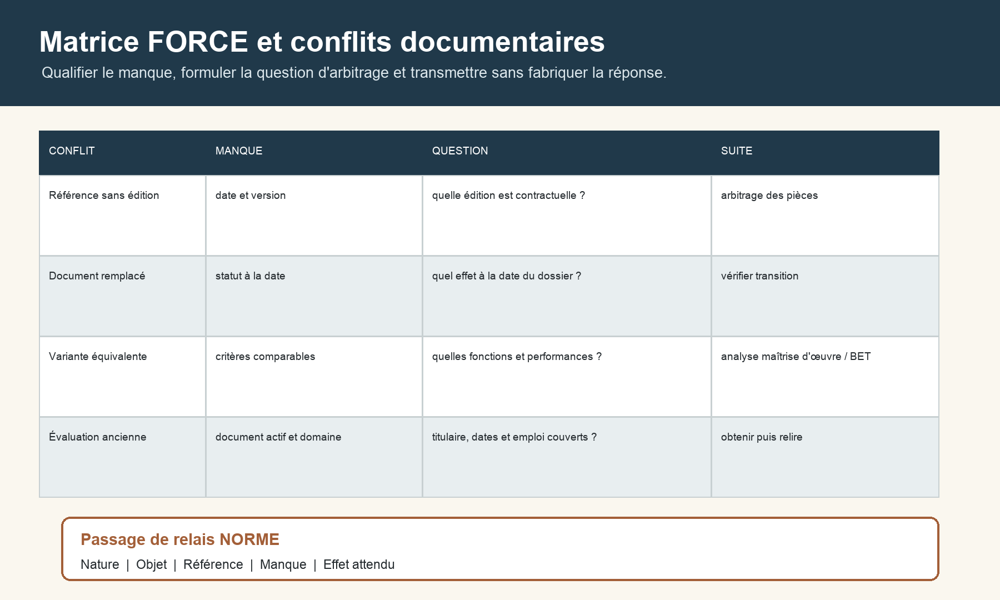 Matrice FORCE et conflits documentaires
Qualifier le manque, formuler la question d'arbitrage et transmettre sans fabriquer la réponse.
CONFLIT MANQUE QUESTION SUITE
Référence sans édition date et version quelle édition est contractuelle ? arbitrage des pièces
Document remplacé statut à la date quel effet à la date du dossier ? vérifier transition
Variante équivalente critères comparables quelles fonctions et performances ? analyse maîtrise d'œuvre / BET
Évaluation ancienne document actif et domaine titulaire, dates et emploi couverts ? obtenir puis relire
Passage de relais NORME
Nature | Objet | Référence | Manque | Effet attendu